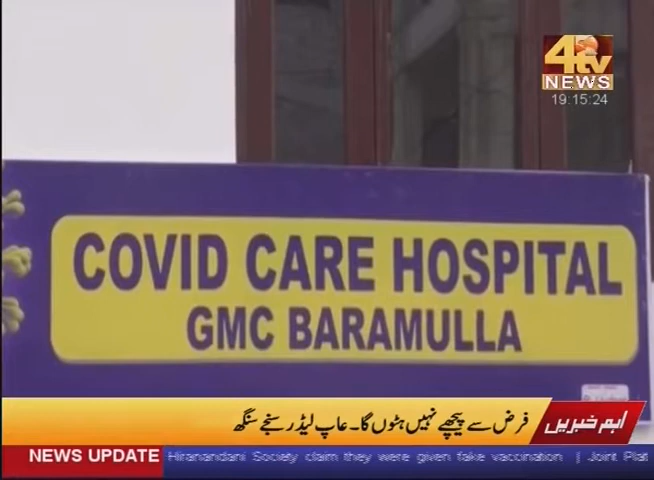 4tv
NEWS
19:15:24
COVID CARE HOSPITAL
GMC BARAMULLA
فرض سے پیچھے نہیں ہٹوں گا۔ عاپ لیڈر سنجے سنگھ
اہم خبریں
NEWS UPDATE
Hiranandani Society claim they were given fake vaccination | Joint Plat